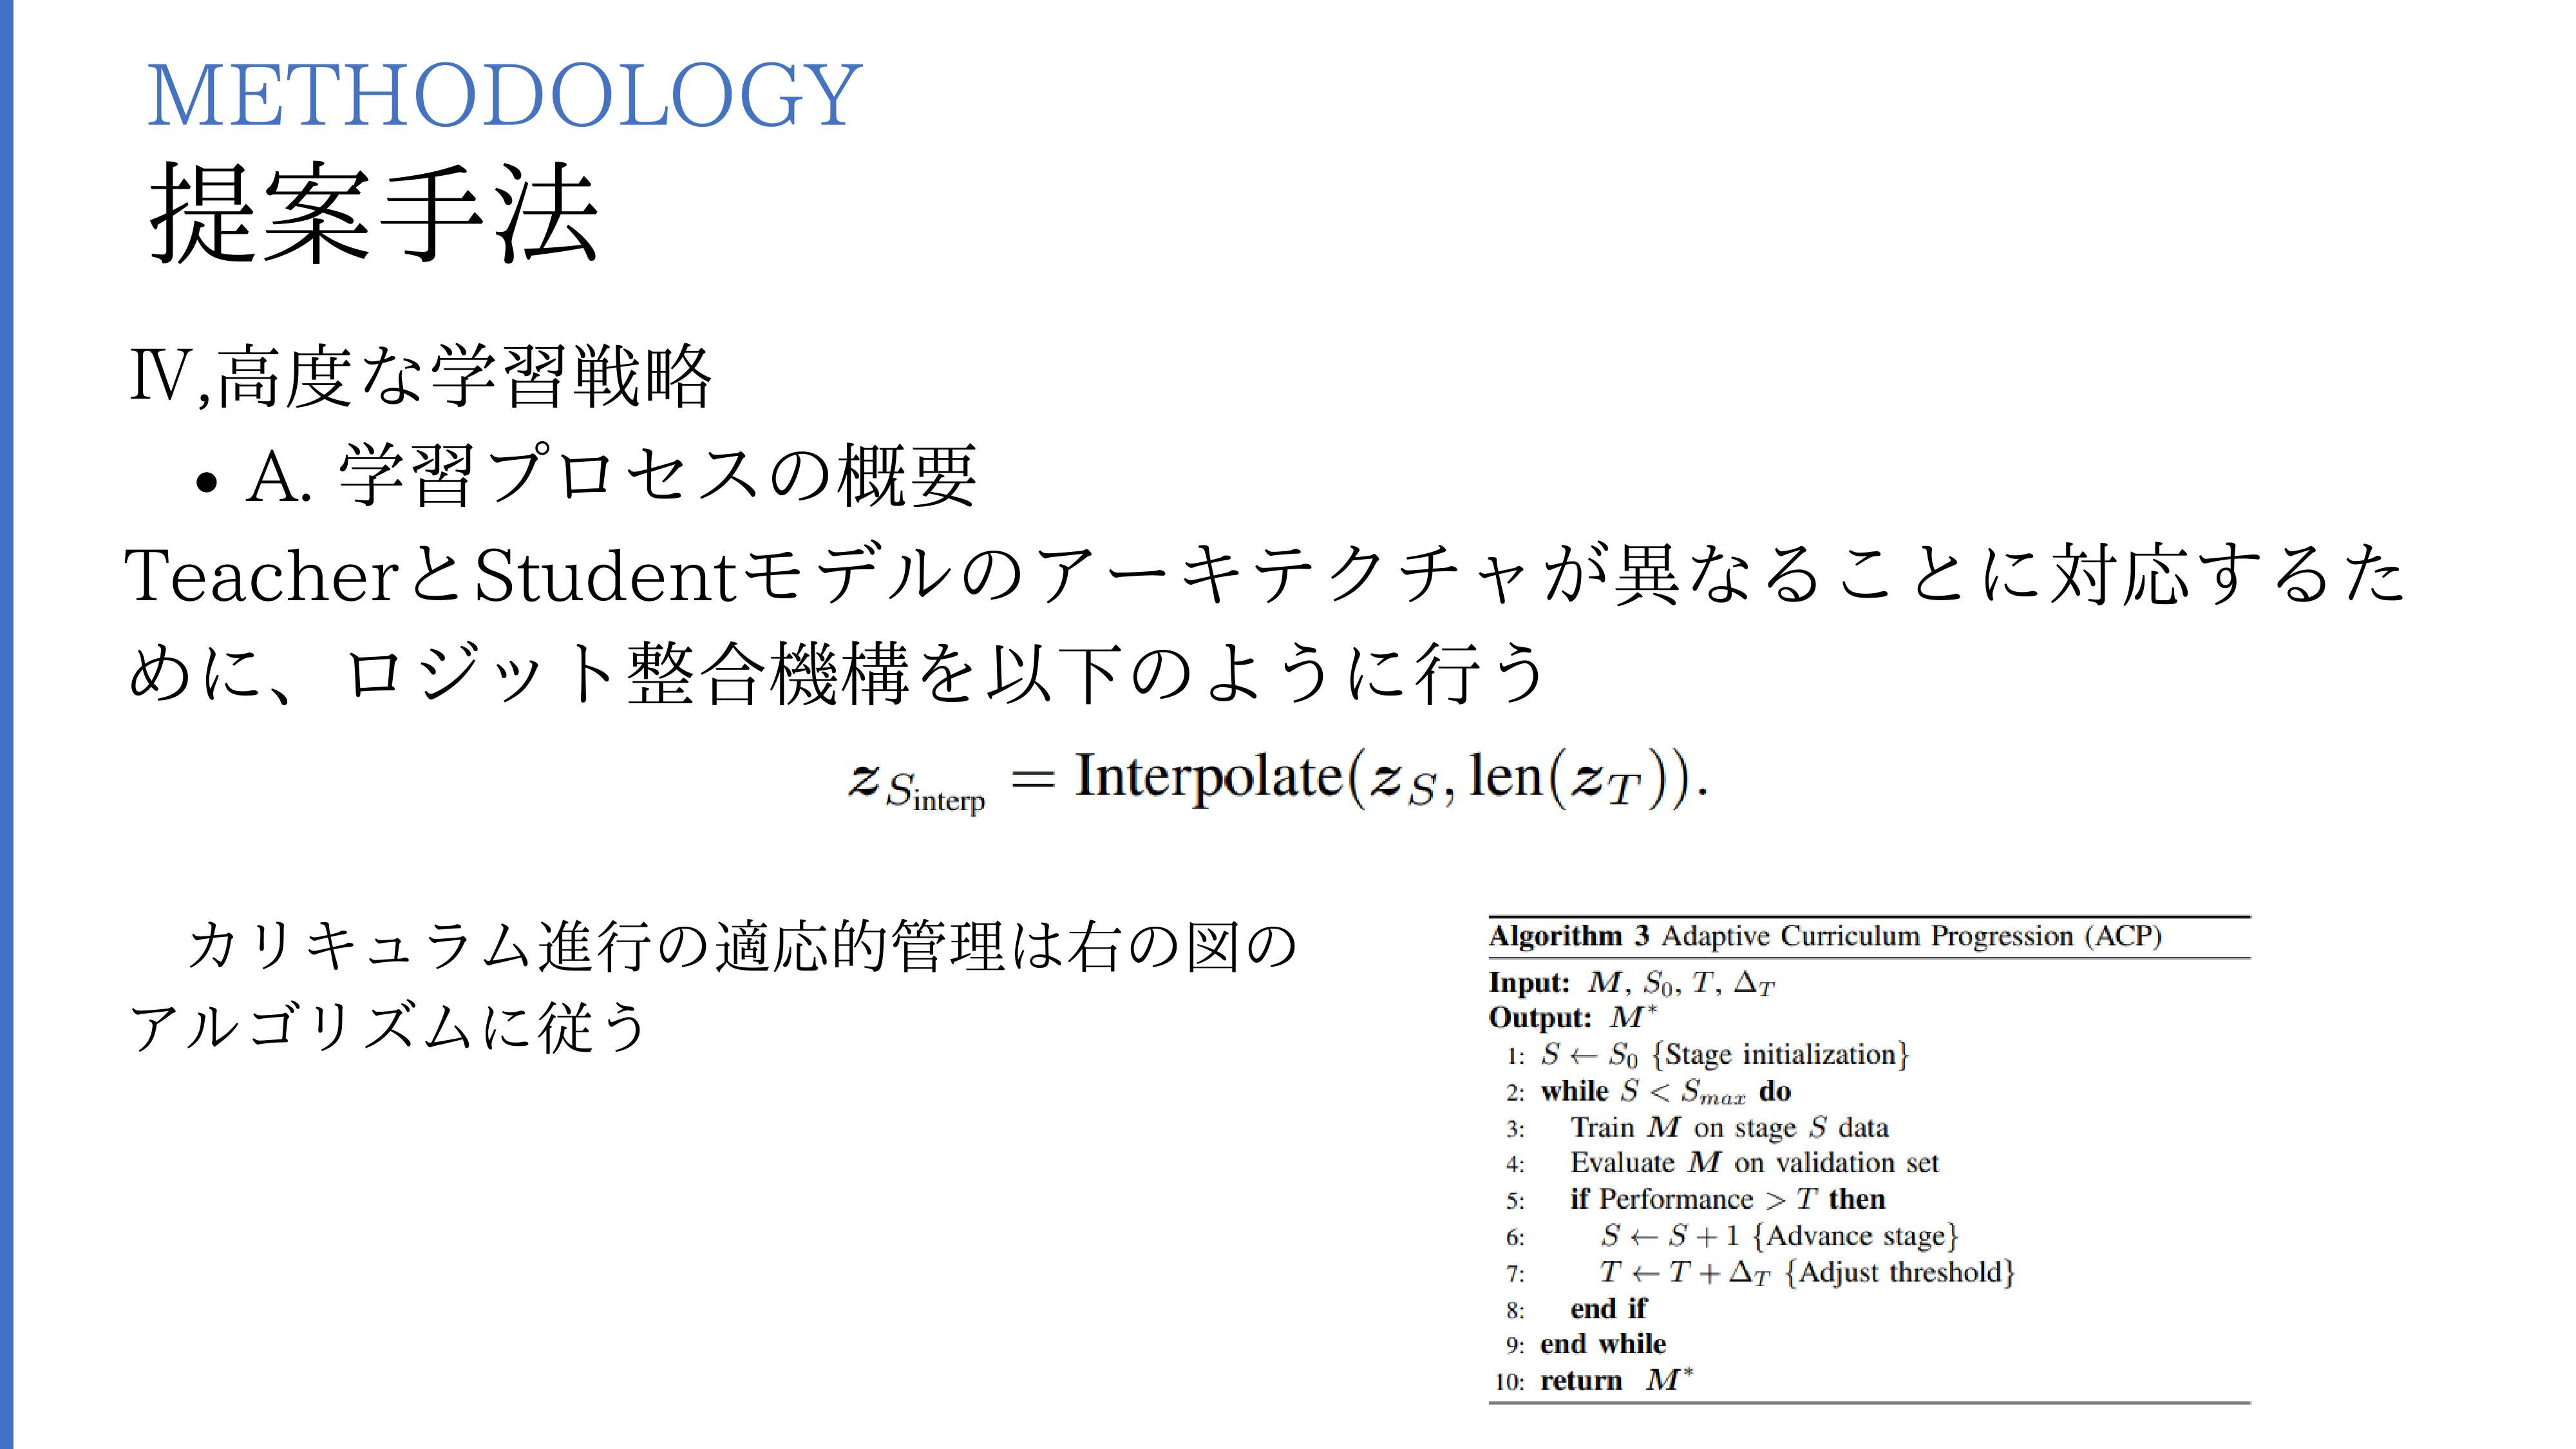 METHODOLOGY
提案手法
Ⅳ,高度な学習戦略
• A. 学習プロセスの概要
TeacherとStudentモデルのアーキテクチャが異なることに対応するた
めに、ロジット整合機構を以下のように行う
z_{S_interp} = Interpolate(z_S, len(z_T)).
カリキュラム進行の適応的管理は右の図の
アルゴリズムに従う
Algorithm 3 Adaptive Curriculum Progression (ACP)
Input: M, S_0, T, Δ_T
Output: M*
1: S ← S_0 {Stage initialization}
2: while S < S_max do
3: Train M on stage S data
4: Evaluate M on validation set
5: if Performance > T then
6: S ← S + 1 {Advance stage}
7: T ← T + Δ_T {Adjust threshold}
8: end if
9: end while
10: return M*